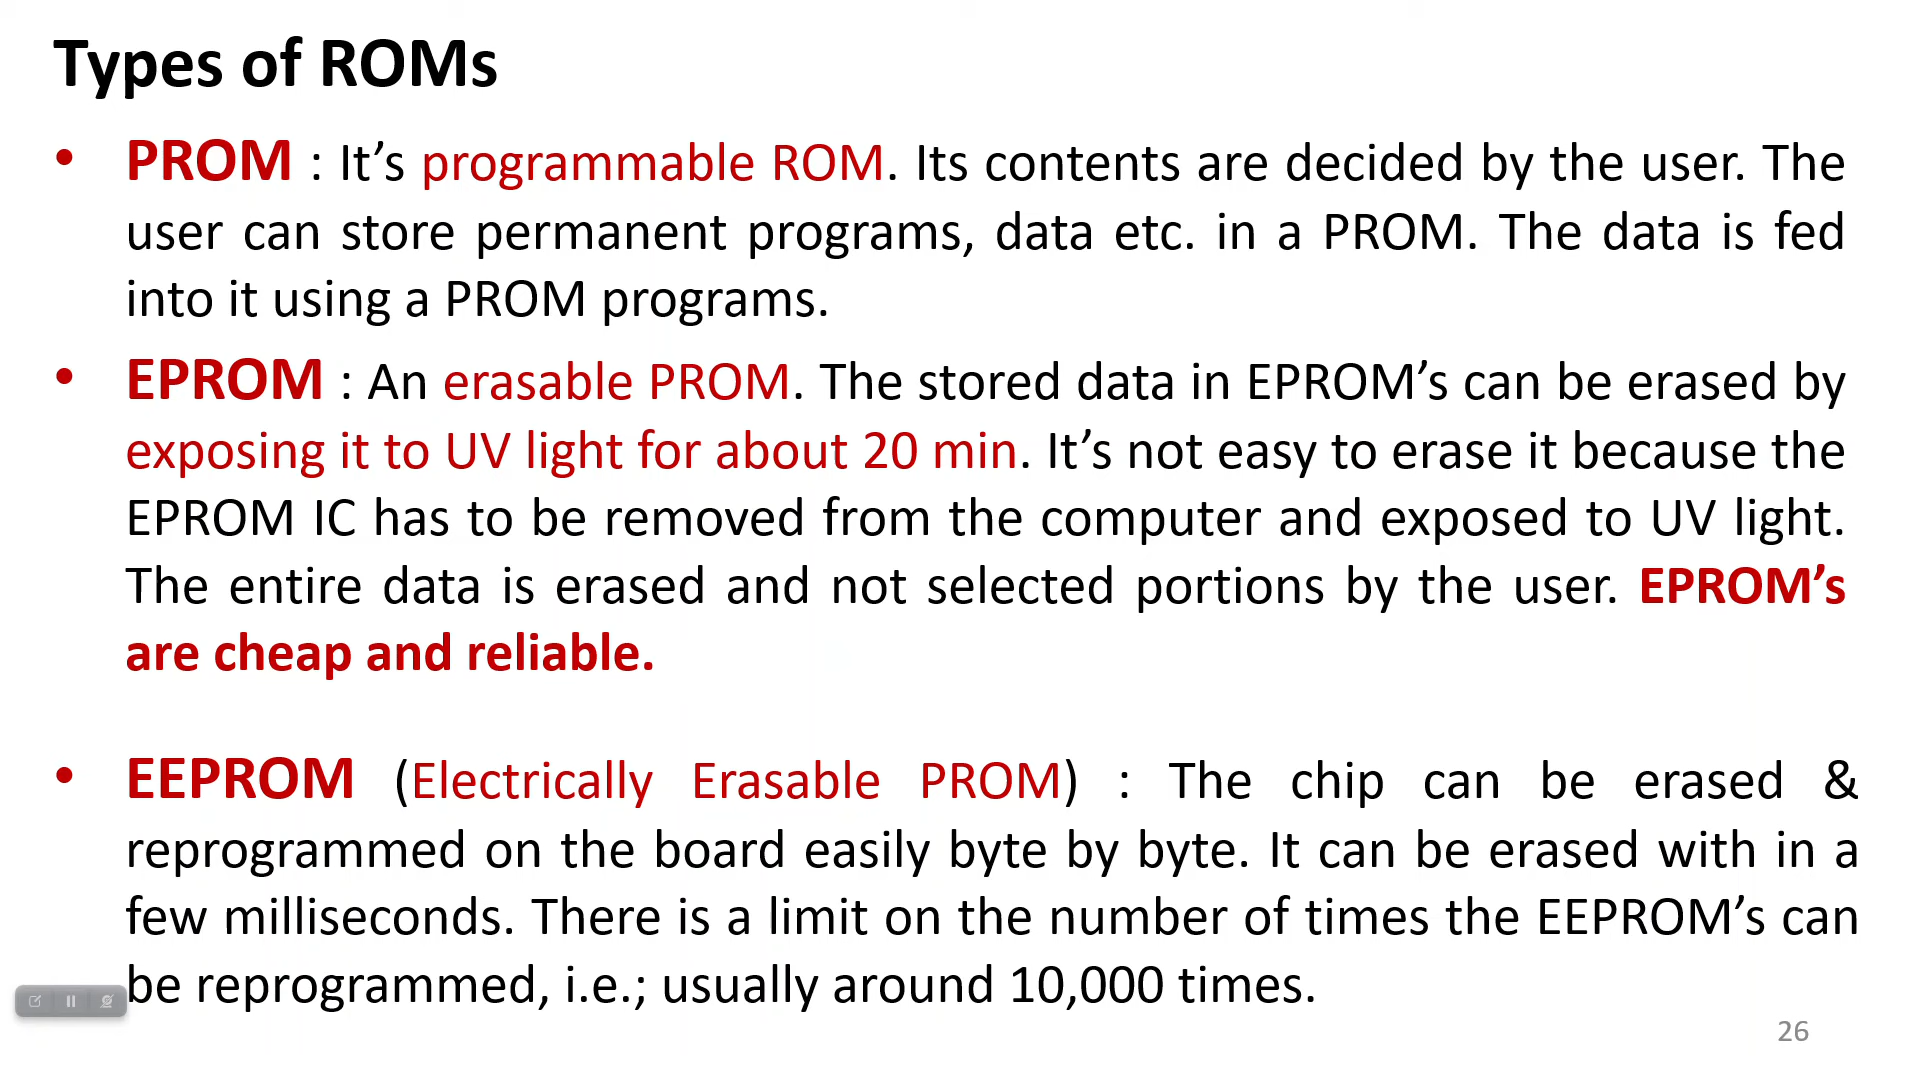 Types of ROMs
• PROM : It’s programmable ROM. Its contents are decided by the user. The
user can store permanent programs, data etc. in a PROM. The data is fed
into it using a PROM programs.
• EPROM : An erasable PROM. The stored data in EPROM’s can be erased by
exposing it to UV light for about 20 min. It’s not easy to erase it because the
EPROM IC has to be removed from the computer and exposed to UV light.
The entire data is erased and not selected portions by the user. EPROM’s
are cheap and reliable.
• EEPROM (Electrically Erasable PROM) : The chip can be erased &
reprogrammed on the board easily byte by byte. It can be erased with in a
few milliseconds. There is a limit on the number of times the EEPROM’s can
be reprogrammed, i.e.; usually around 10,000 times.
26